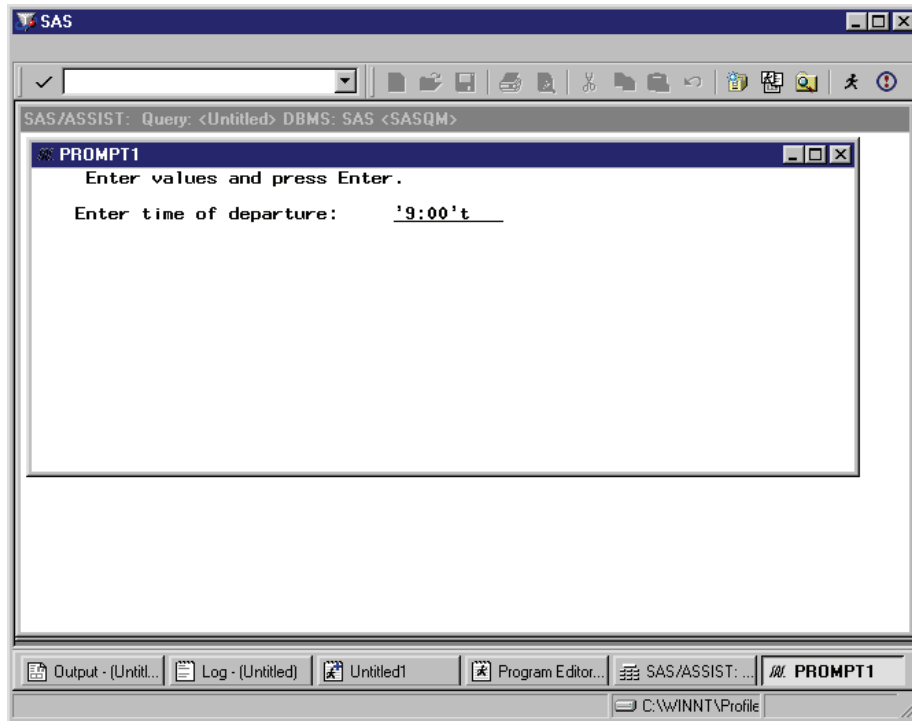 SAS
SAS/ASSIST: Query: <Untitled> DBMS: SAS <SASQM>
PROMPT1
Enter values and press Enter.
Enter time of departure: '9:00't
Output - (Untitl... Log - (Untitled) Untitled1 Program Editor... SAS/ASSIST: ... PROMPT1
C:\WINNT\Profile